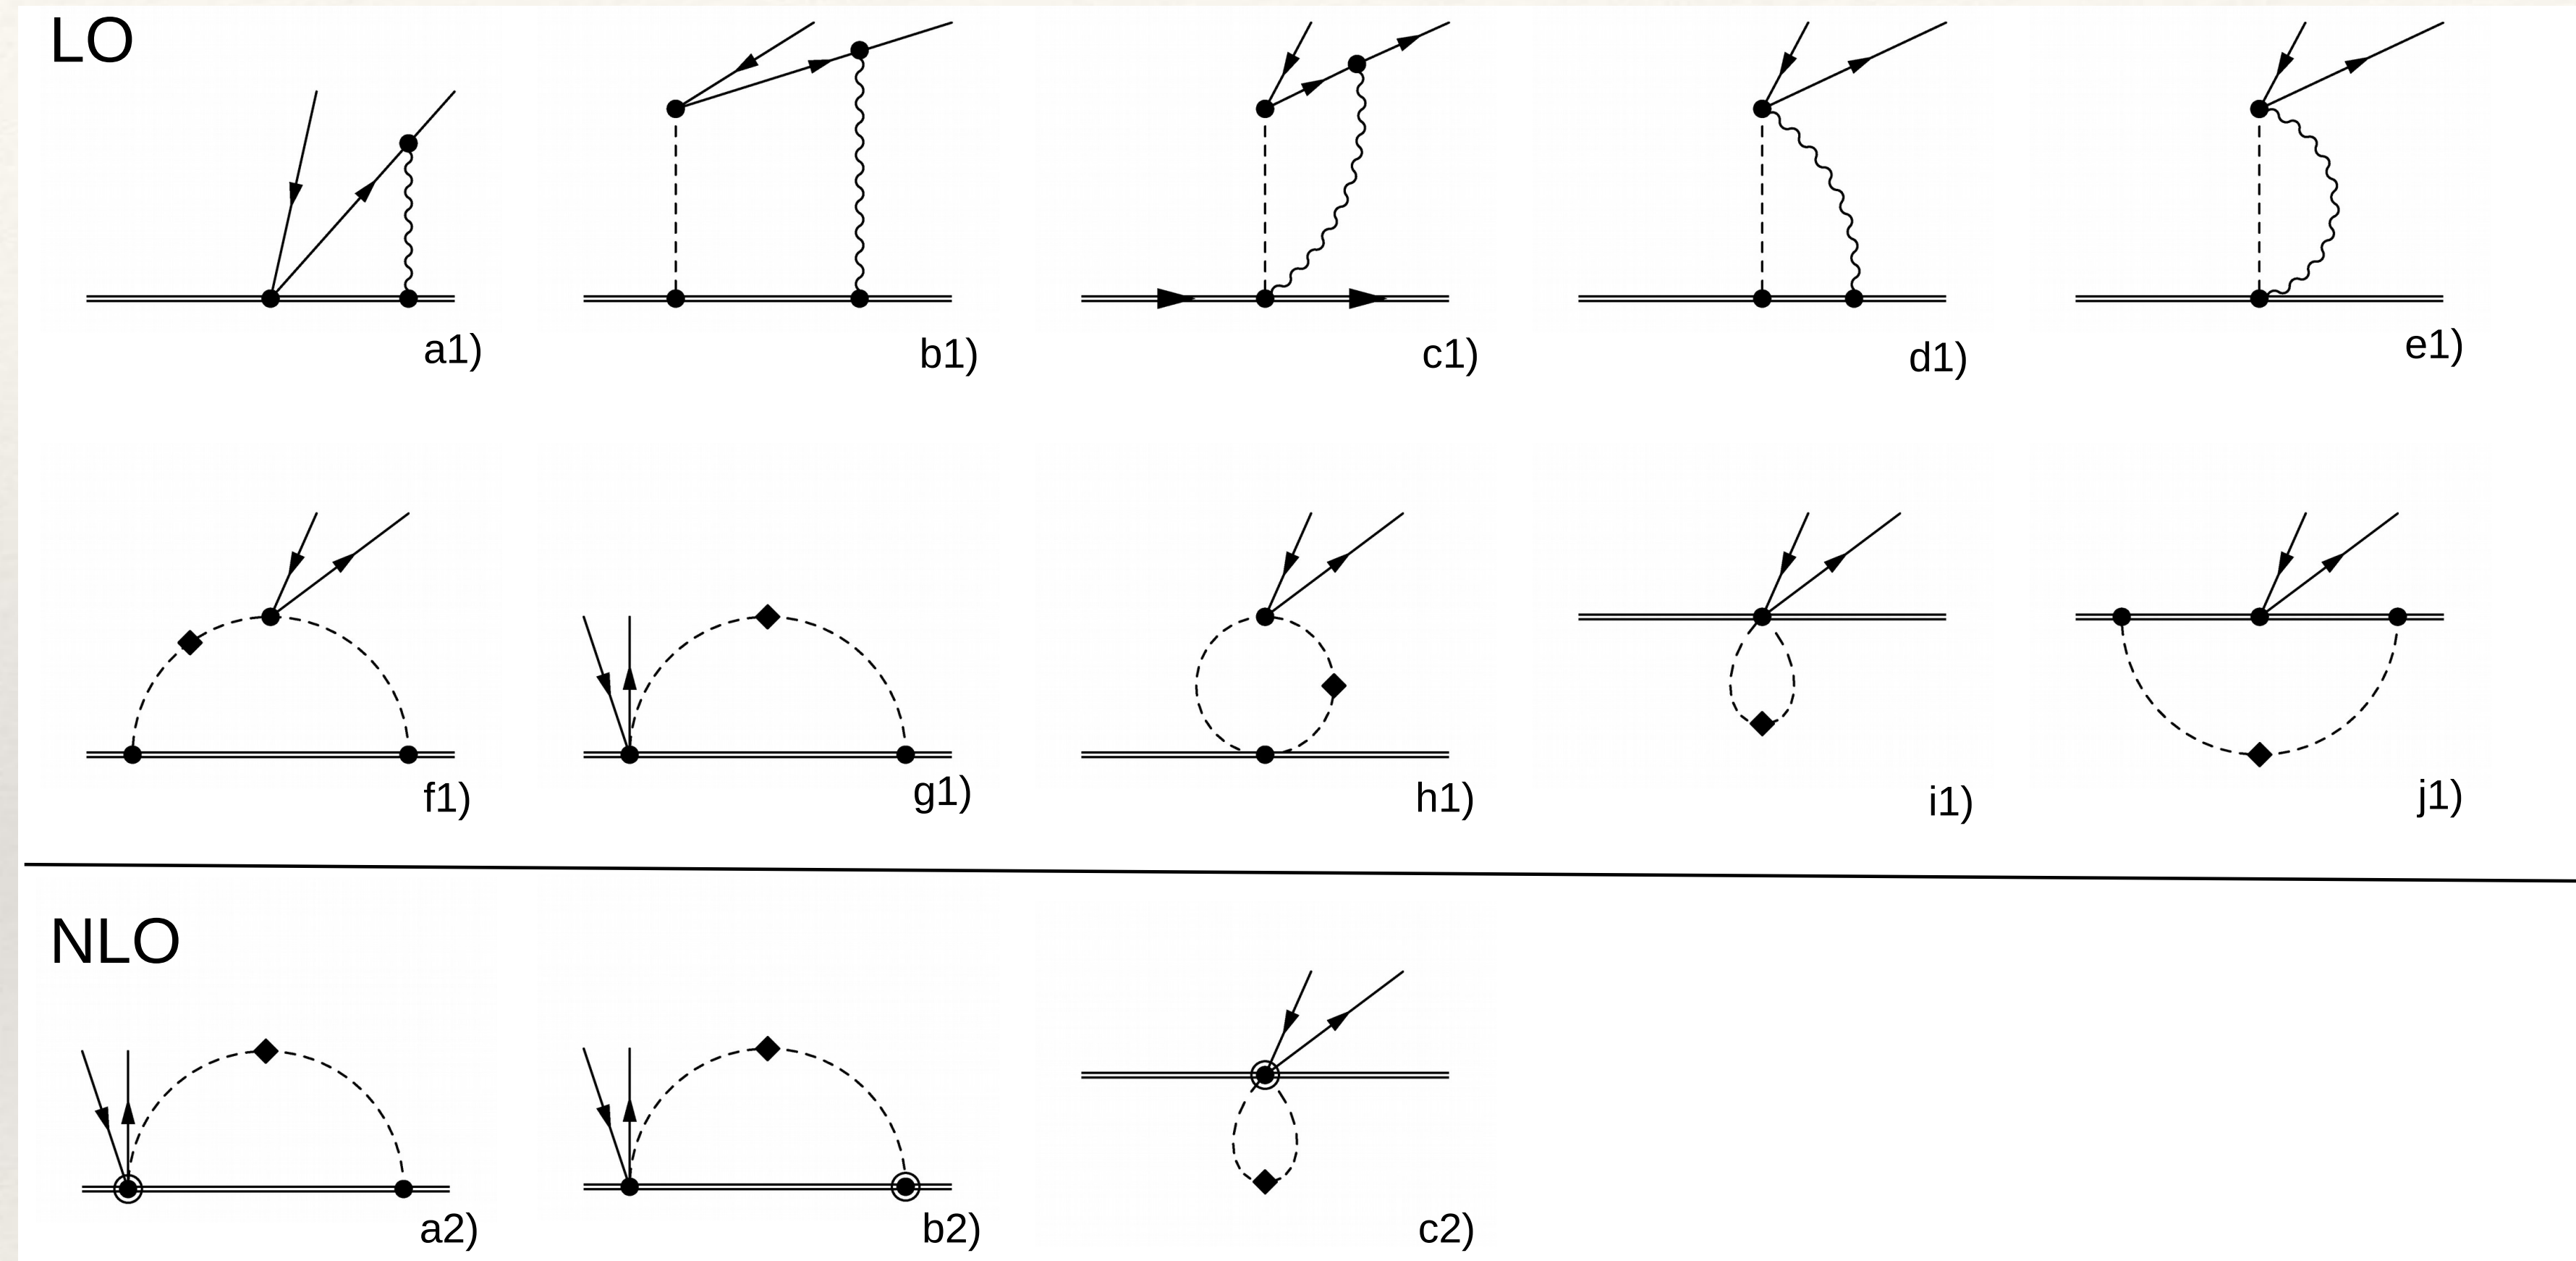 LO
a1)
b1)
c1)
d1)
e1)
f1)
g1)
h1)
i1)
j1)
NLO
a2)
b2)
c2)